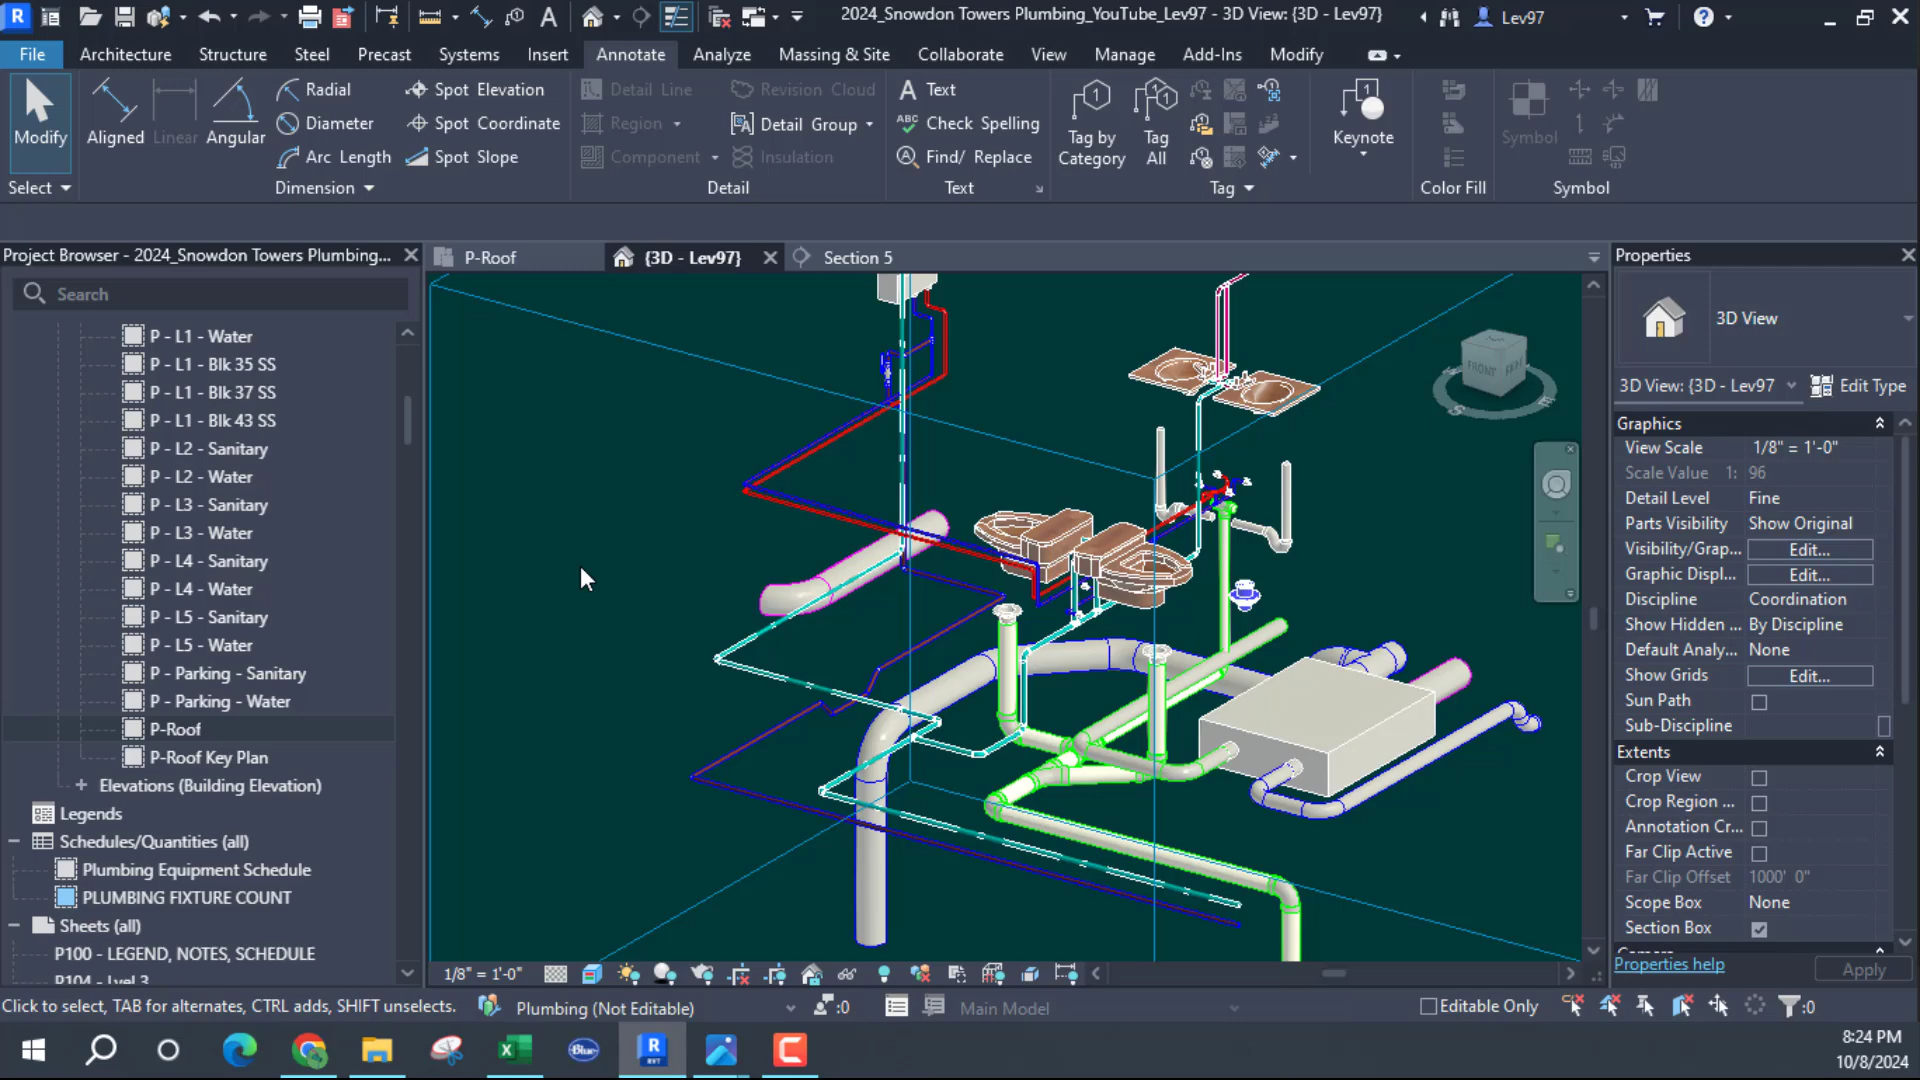 2024_Snowdon Towers Plumbing_YouTube_Lev97 - 3D View: {3D - Lev97}
Lev97
File Architecture Structure Steel Precast Systems Insert Annotate Analyze Massing & Site Collaborate View Manage Add-Ins Modify
Modify
Select
Aligned
Linear
Angular
Radial
Diameter
Arc Length
Spot Elevation
Spot Coordinate
Spot Slope
Dimension
Detail Line
Region
Component
Revision Cloud
Detail Group
Insulation
Detail
Text
Check Spelling
Find/ Replace
Text
Tag by
Category
Tag
All
Tag
Keynote
Color Fill
Symbol
Symbol
Project Browser - 2024_Snowdon Towers Plumbing...
Search
P - L1 - Water
P - L1 - Blk 35 SS
P - L1 - Blk 37 SS
P - L1 - Blk 43 SS
P - L2 - Sanitary
P - L2 - Water
P - L3 - Sanitary
P - L3 - Water
P - L4 - Sanitary
P - L4 - Water
P - L5 - Sanitary
P - L5 - Water
P - Parking - Sanitary
P - Parking - Water
P-Roof
P-Roof Key Plan
Elevations (Building Elevation)
Legends
Schedules/Quantities (all)
Plumbing Equipment Schedule
PLUMBING FIXTURE COUNT
Sheets (all)
P100 - LEGEND, NOTES, SCHEDULE
P104 - Lvel 3
P-Roof
{3D - Lev97}
Section 5
FRONT
S
E
1/8" = 1'-0"
Properties
3D View
3D View: {3D - Lev97
Edit Type
Graphics
View Scale 1/8" = 1'-0"
Scale Value 1: 96
Detail Level Fine
Parts Visibility Show Original
Visibility/Grap... Edit...
Graphic Displ... Edit...
Discipline Coordination
Show Hidden ... By Discipline
Default Analy... None
Show Grids Edit...
Sun Path
Sub-Discipline
Extents
Crop View
Crop Region ...
Annotation Cr...
Far Clip Active
Far Clip Offset 1000' 0"
Scope Box None
Section Box
Properties help
Apply
Click to select, TAB for alternates, CTRL adds, SHIFT unselects.
Plumbing (Not Editable)
:0
Main Model
Editable Only
:0
Blue
8:24 PM
10/8/2024